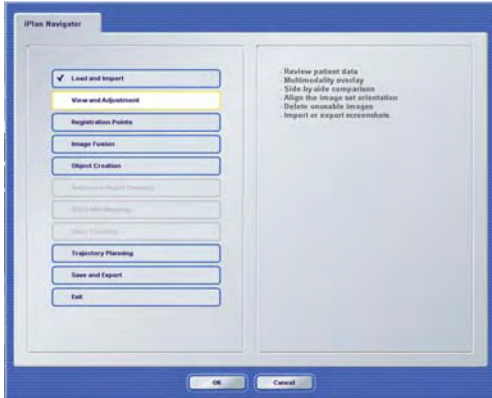 iPlan Navigator
Load and Import
View and Adjustment
Registration Points
Image Fusion
Object Creation
Trajectory Planning
Save and Export
Exit
- Review patient data
- Multimodality overlay
- Side by side comparison
- Align the image set orientation
- Delete unusable images
- Import or export screenshots
OK Cancel